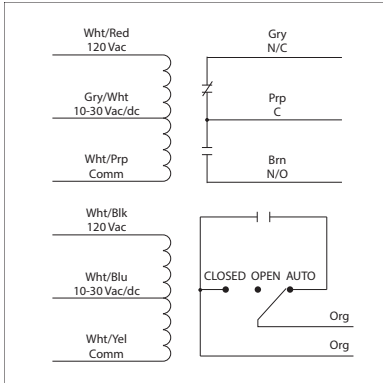 Wht/Red
120 Vac
Gry/Wht
10-30 Vac/dc
Wht/Prp
Comm
Gry
N/C
Prp
C
Brn
N/O
Wht/Blk
120 Vac
Wht/Blu
10-30 Vac/dc
Wht/Yel
Comm
CLOSED OPEN AUTO
Org
Org